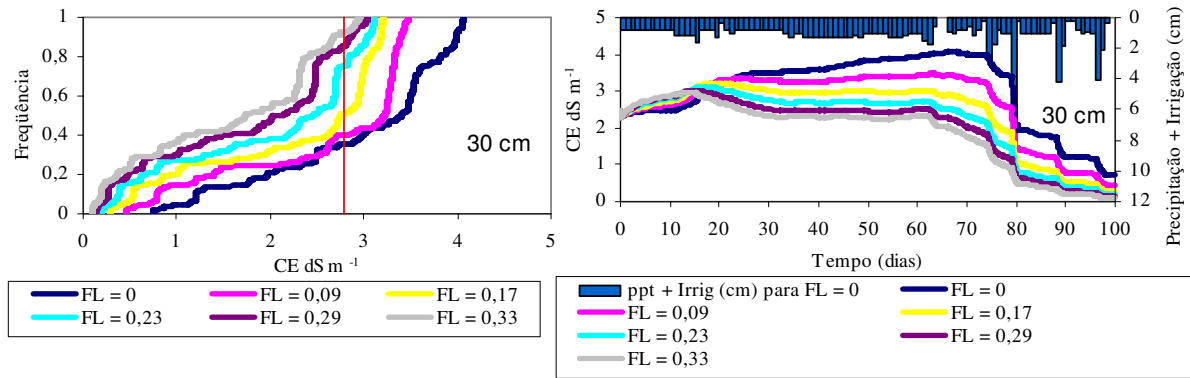 Freqüência
1
0,8
0,6
0,4
0,2
0
0 1 2 3 4 5
CE dS m -1
30 cm
FL = 0 FL = 0,09 FL = 0,17
FL = 0,23 FL = 0,29 FL = 0,33
CE dS m-1
5
4
3
2
1
0
0 10 20 30 40 50 60 70 80 90 100
Tempo (dias)
30 cm
0
2
4
6
7
8
10
12
Precipitação + Irrigação (cm)
ppt + Irrig (cm) para FL = 0 FL = 0
FL = 0,09 FL = 0,17
FL = 0,23 FL = 0,29
FL = 0,33